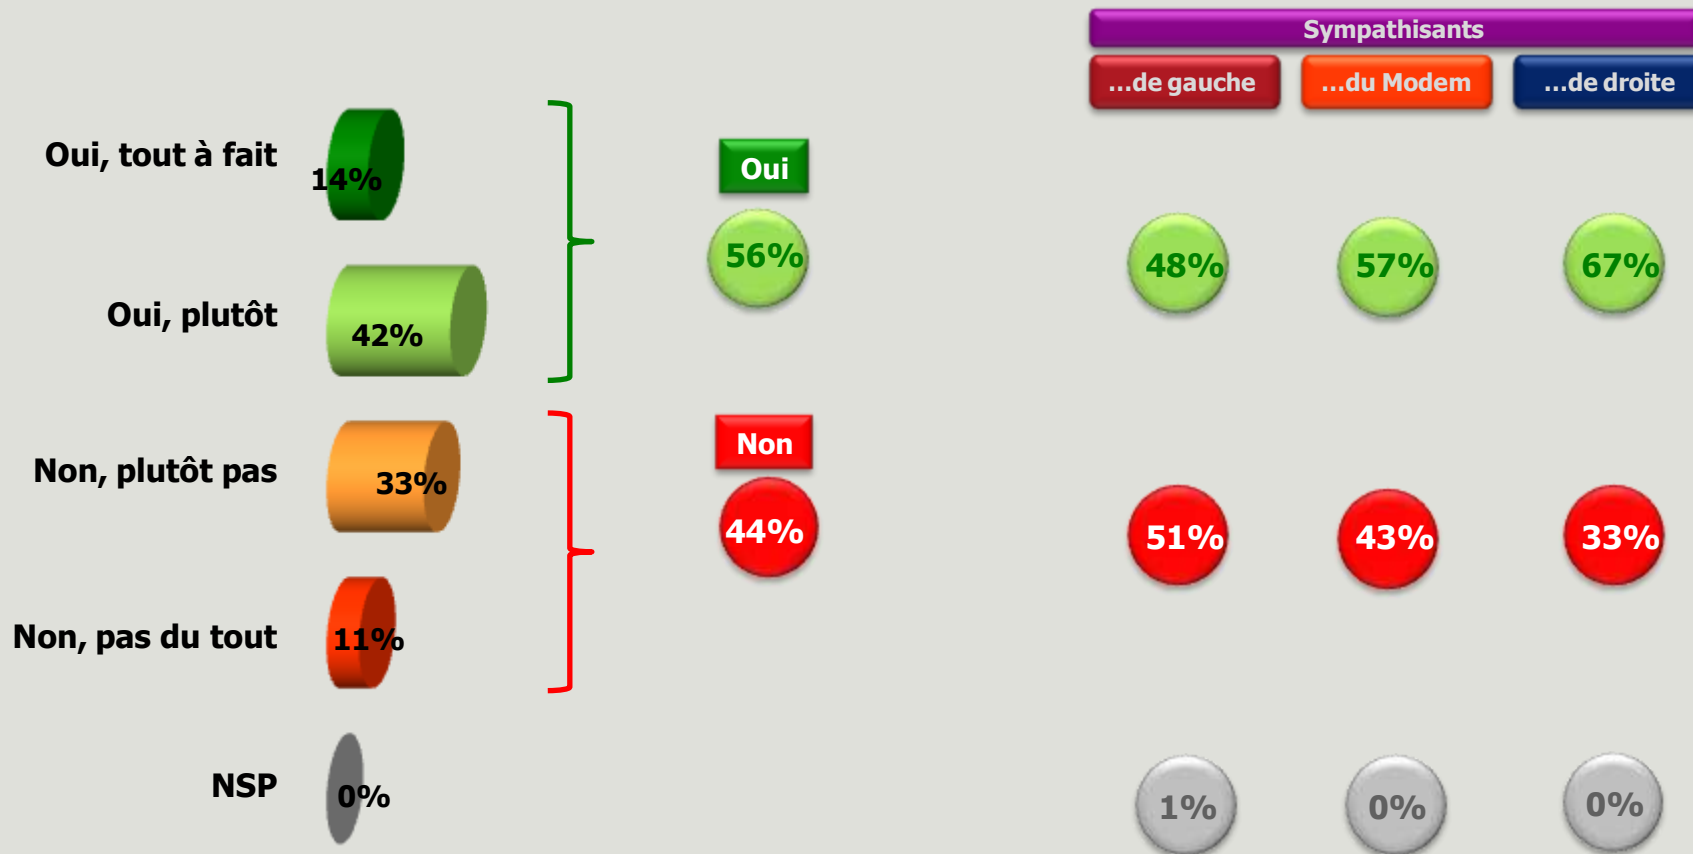 Sympathisants
...de gauche
...du Modem
...de droite
Oui, tout à fait
14%
Oui
56%
48%
57%
67%
Oui, plutôt
42%
Non, plutôt pas
33%
Non
44%
51%
43%
33%
Non, pas du tout
11%
NSP
0%
1%
0%
0%